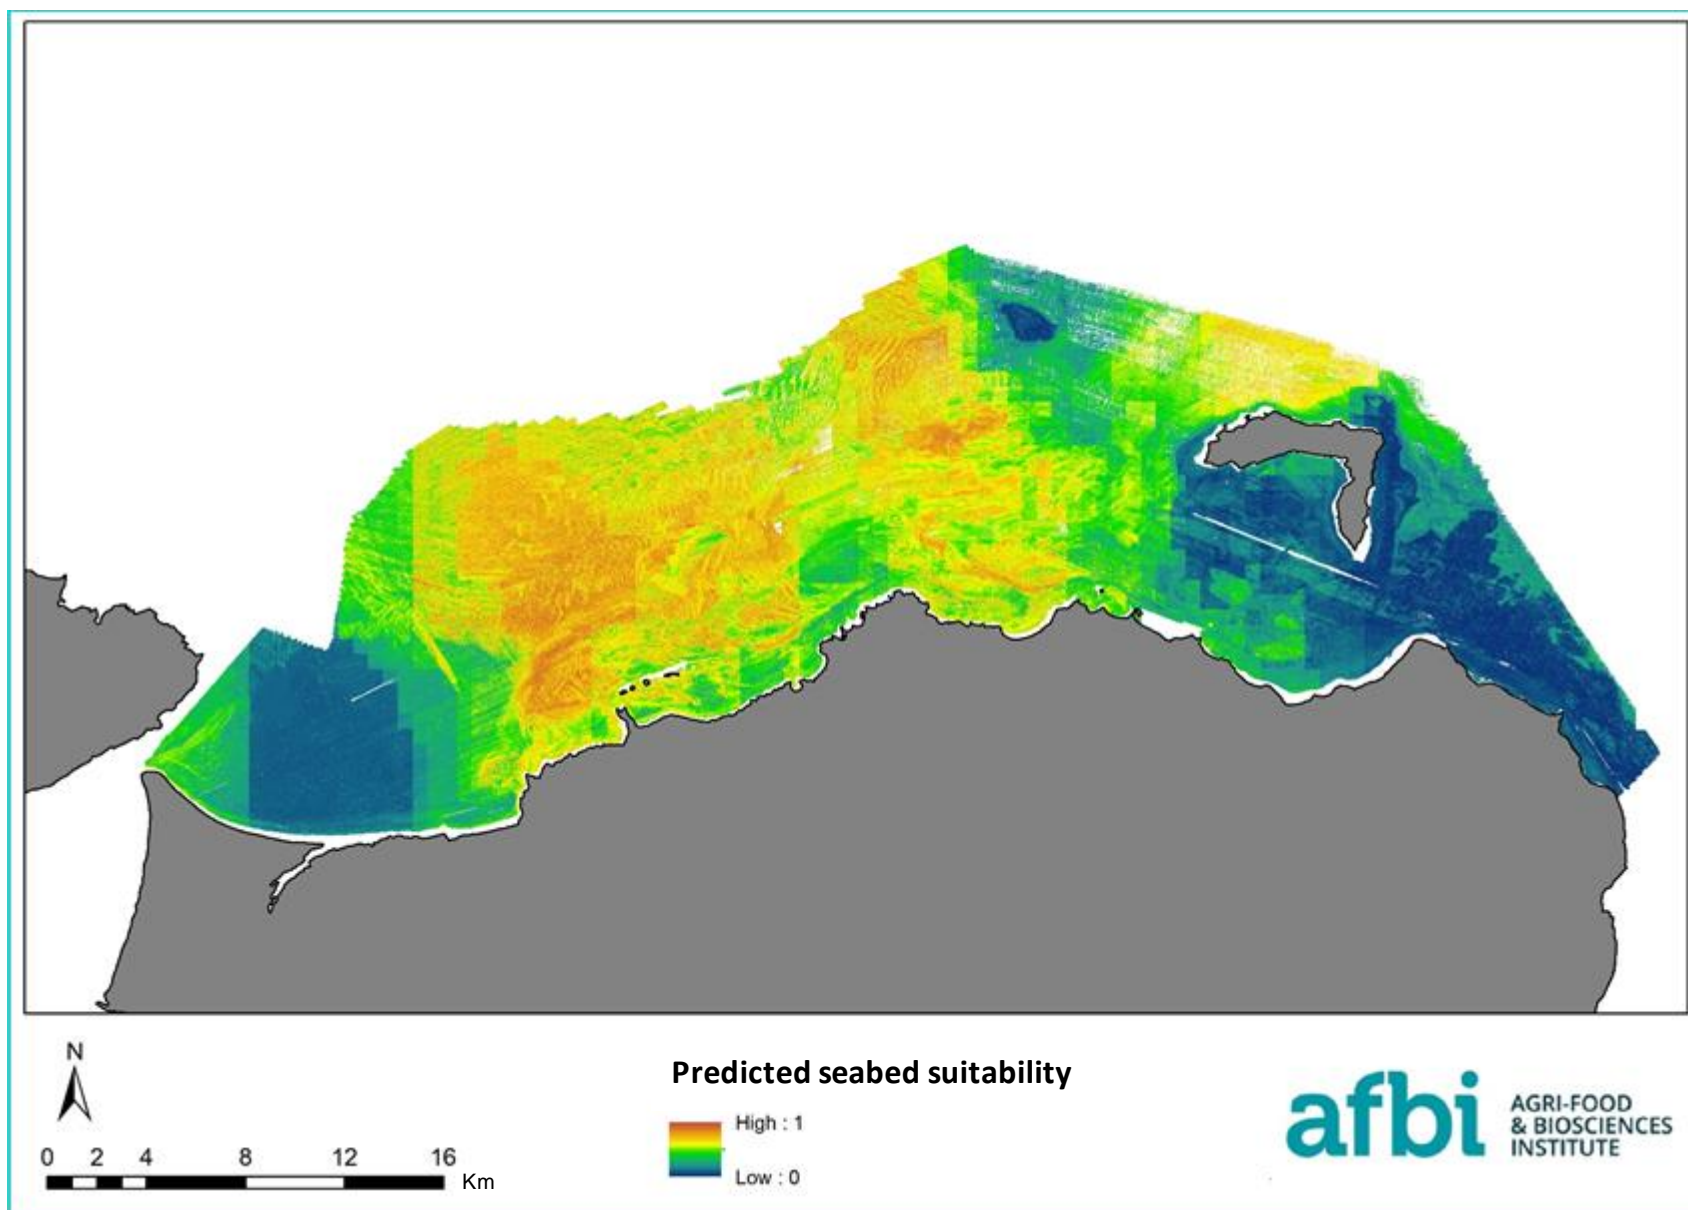 N
0 2 4 8 12 16
Km
Predicted seabed suitability
High : 1
Low : 0
afbi
AGRI-FOOD
& BIOSCIENCES
INSTITUTE